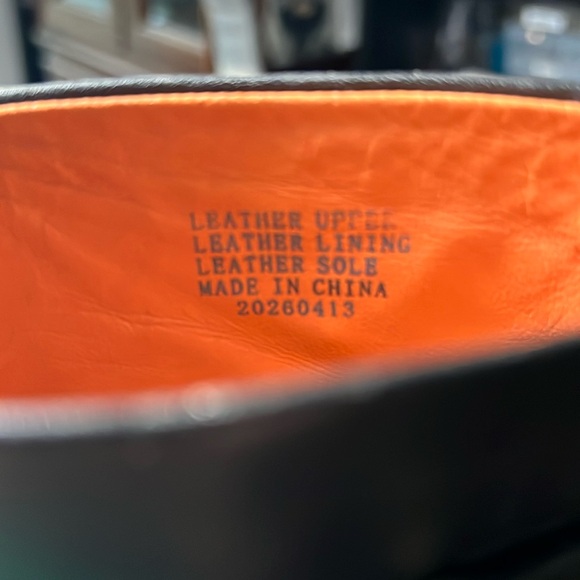 LEATHER UPPER
LEATHER LINING
LEATHER SOLE
MADE IN CHINA
20260413